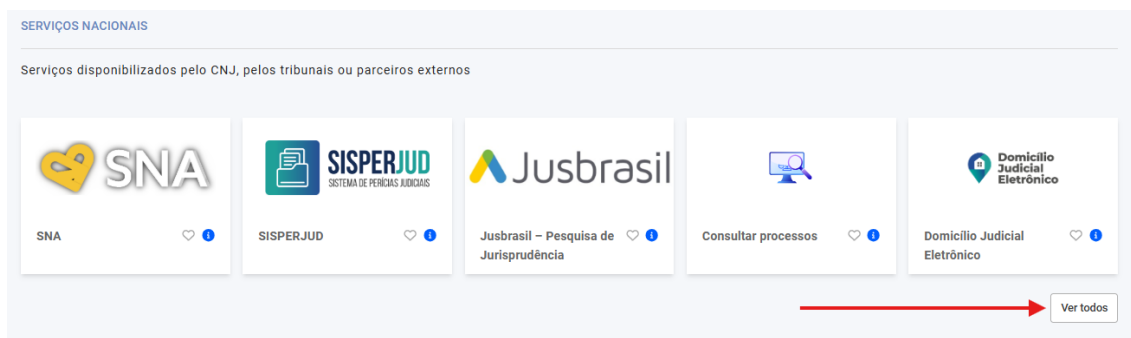 SERVIÇOS NACIONAIS
Serviços disponibilizados pelo CNJ, pelos tribunais ou parceiros externos
SNA
SISPERJUD
SISTEMA DE PERÍCIAS JUDICIAIS
Jusbrasil
Domicílio
Judicial
Eletrônico
SNA
SISPERJUD
Jusbrasil – Pesquisa de
Jurisprudência
Consultar processos
Domicílio Judicial
Eletrônico
Ver todos